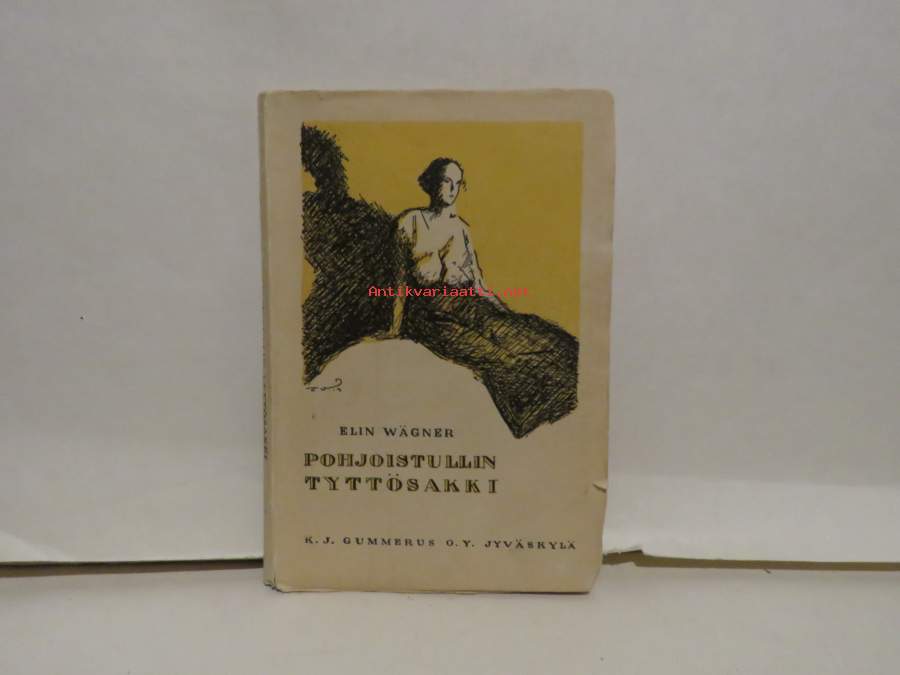 Antikvariaatti.net
ELIN WÄGNER
POHJOISTULLIN
TYTTÖSAKKI
K. J. GUMMERUS O. Y. JYVÄSKYLÄ